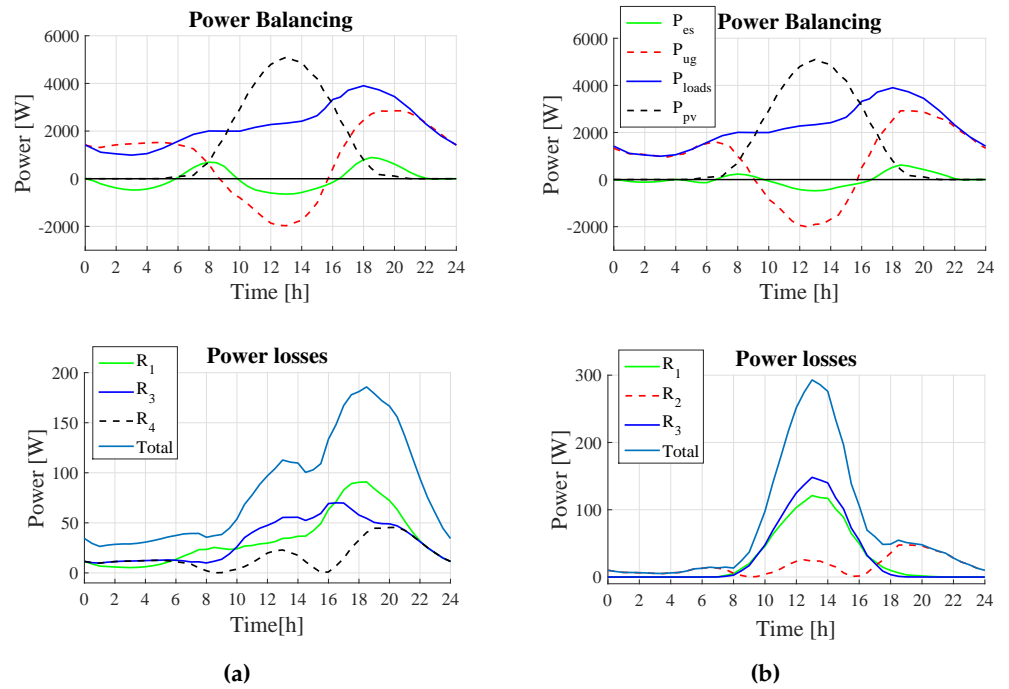 Power Balancing
6000
4000
2000
0
-2000
Power [W]
0 2 4 6 8 10 12 14 16 18 20 22 24
Time [h]
Power Balancing
P_es
P_ug
P_loads
P_pv
6000
4000
2000
0
-2000
Power [W]
0 2 4 6 8 10 12 14 16 18 20 22 24
Time [h]
Power losses
R_1
R_3
R_4
Total
200
150
100
50
0
Power [W]
0 2 4 6 8 10 12 14 16 18 20 22 24
Time[h]
(a)
Power losses
R_1
R_2
R_3
Total
300
200
100
0
Power [W]
0 2 4 6 8 10 12 14 16 18 20 22 24
Time [h]
(b)